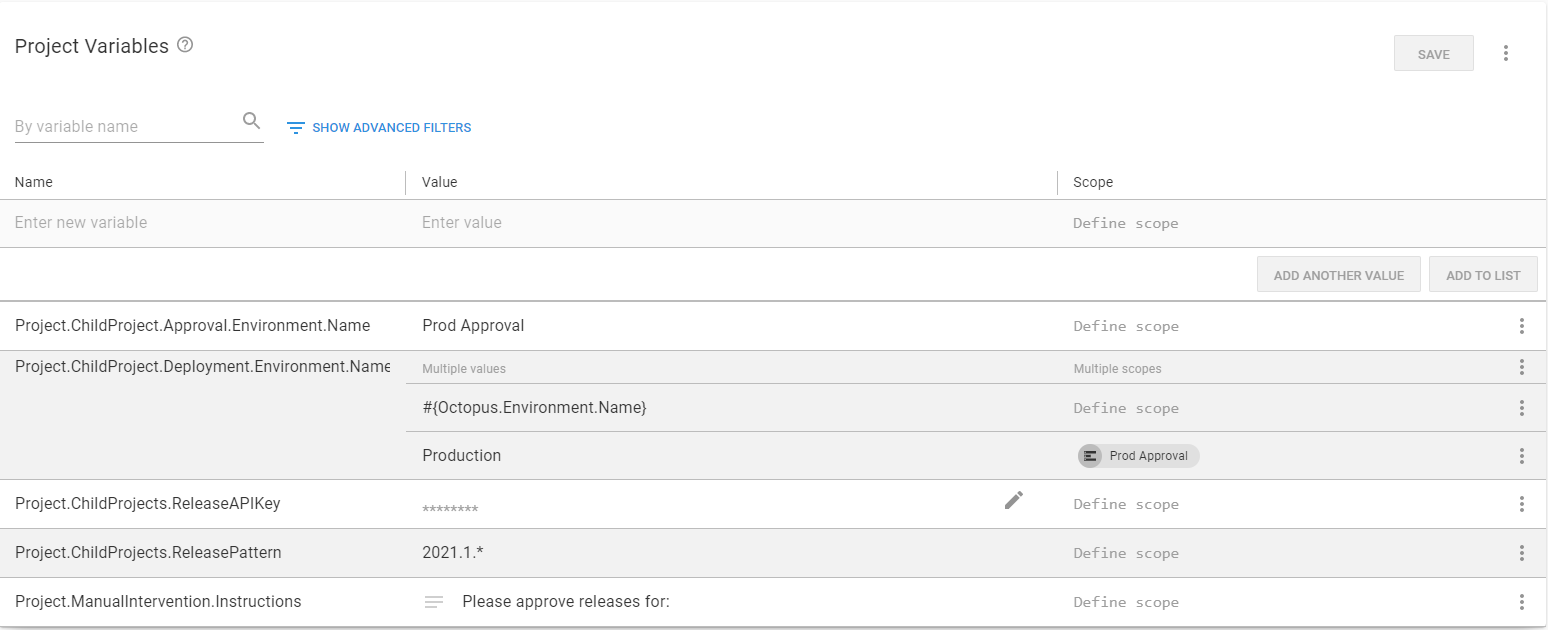 Project Variables
SAVE
By variable name
SHOW ADVANCED FILTERS
Name Value Scope
Enter new variable Enter value Define scope
ADD ANOTHER VALUE ADD TO LIST
Project.ChildProject.Approval.Environment.Name Prod Approval Define scope
Project.ChildProject.Deployment.Environment.Name Multiple values Multiple scopes
#{Octopus.Environment.Name} Define scope
Production Prod Approval
Project.ChildProjects.ReleaseAPIKey ******** Define scope
Project.ChildProjects.ReleasePattern 2021.1.* Define scope
Project.ManualIntervention.Instructions Please approve releases for: Define scope